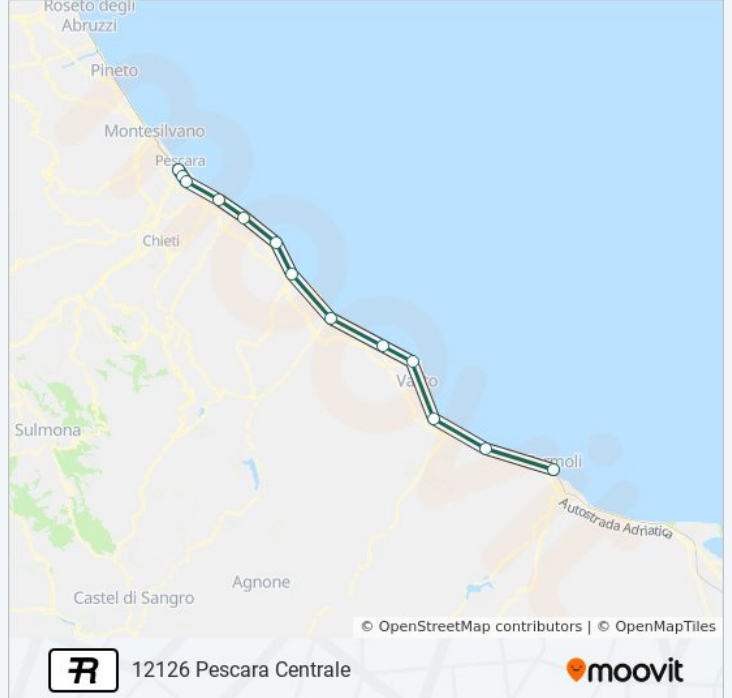 Roseto degli
Abruzzi
Pineto
Montesilvano
Pescara
Chieti
Vasto
Sulmona
moli
Autostrada Adriatica
Agnone
Castel di Sangro
© OpenStreetMap contributors | © OpenMapTiles
R 12126 Pescara Centrale moovit